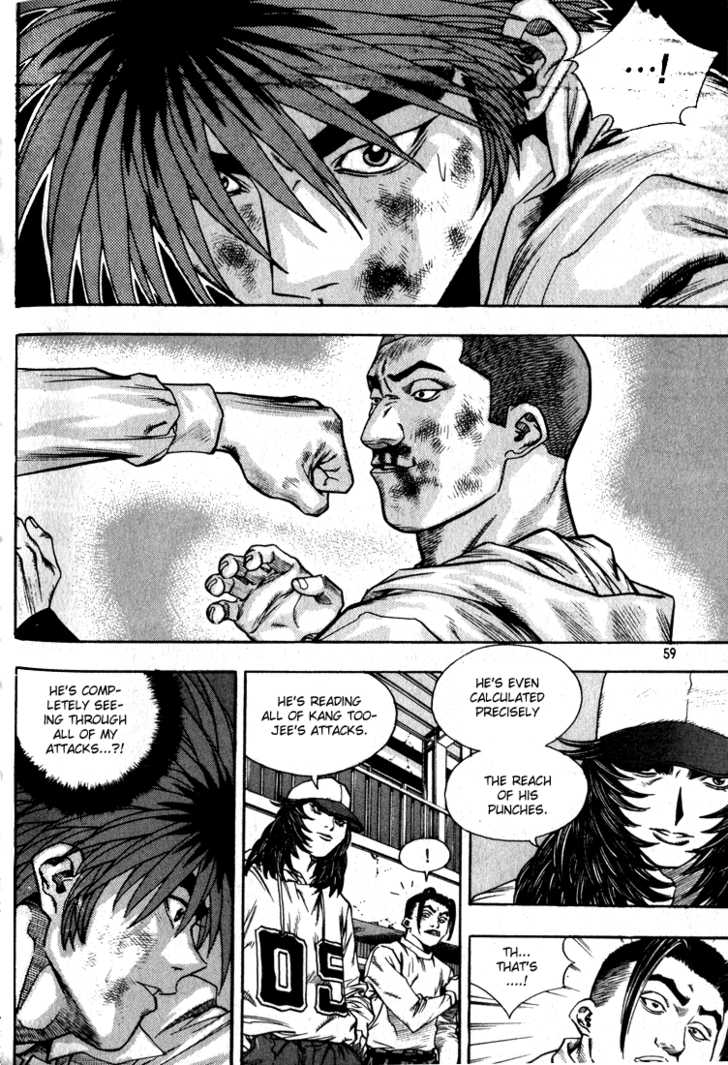 ...!
59
HE'S COMP-
LETELY SEE-
ING THROUGH
ALL OF MY
ATTACKS...?!
HE'S READING
ALL OF KANG TOO-
JEE'S ATTACKS.
!
05
HE'S EVEN
CALCULATED
PRECISELY
THE REACH
OF HIS
PUNCHES.
TH...
THAT'S
....!